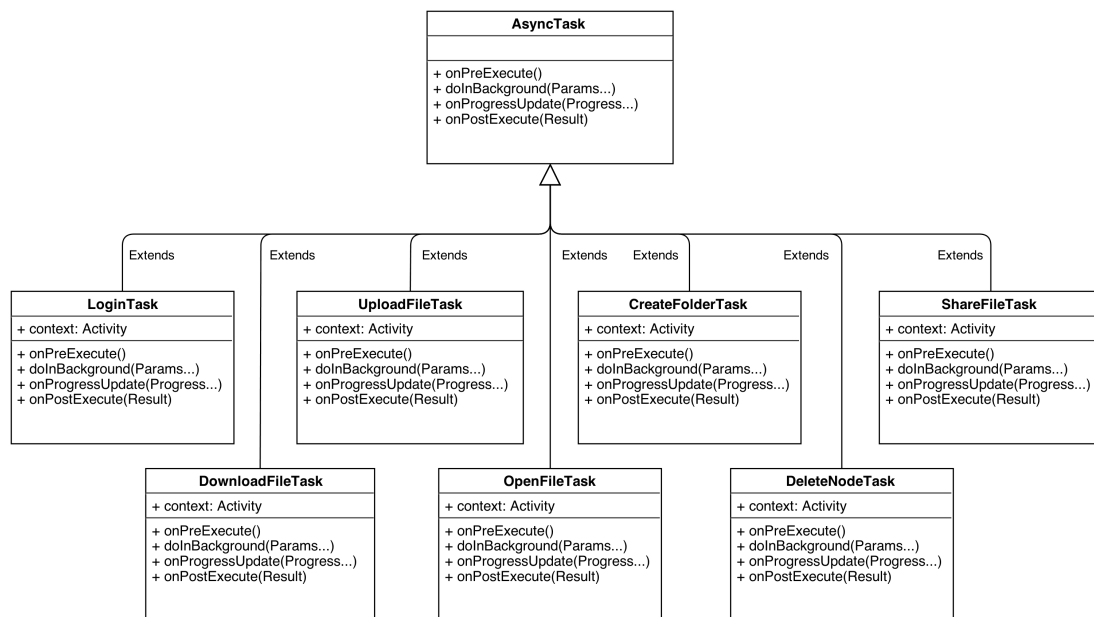 AsyncTask
+ onPreExecute()
+ doInBackground(Params...)
+ onProgressUpdate(Progress...)
+ onPostExecute(Result)
Extends
Extends
Extends
Extends
Extends
Extends
Extends
LoginTask
+ context: Activity
+ onPreExecute()
+ doInBackground(Params...)
+ onProgressUpdate(Progress...)
+ onPostExecute(Result)
UploadFileTask
+ context: Activity
+ onPreExecute()
+ doInBackground(Params...)
+ onProgressUpdate(Progress...)
+ onPostExecute(Result)
CreateFolderTask
+ context: Activity
+ onPreExecute()
+ doInBackground(Params...)
+ onProgressUpdate(Progress...)
+ onPostExecute(Result)
ShareFileTask
+ context: Activity
+ onPreExecute()
+ doInBackground(Params...)
+ onProgressUpdate(Progress...)
+ onPostExecute(Result)
DownloadFileTask
+ context: Activity
+ onPreExecute()
+ doInBackground(Params...)
+ onProgressUpdate(Progress...)
+ onPostExecute(Result)
OpenFileTask
+ context: Activity
+ onPreExecute()
+ doInBackground(Params...)
+ onProgressUpdate(Progress...)
+ onPostExecute(Result)
DeleteNodeTask
+ context: Activity
+ onPreExecute()
+ doInBackground(Params...)
+ onProgressUpdate(Progress...)
+ onPostExecute(Result)